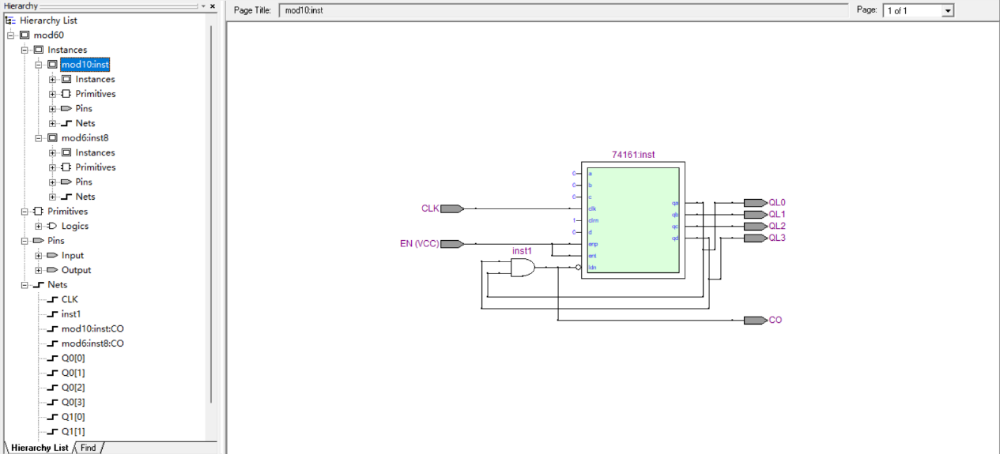 Hierarchy
Hierarchy List
mod60
Instances
mod10:inst
Instances
Primitives
Pins
Nets
mod6:inst8
Instances
Primitives
Pins
Nets
Primitives
Logics
Pins
Input
Output
Nets
CLK
inst1
mod10:inst:CO
mod6:inst8:CO
Q0[0]
Q0[1]
Q0[2]
Q0[3]
Q1[0]
Q1[1]
Hierarchy List
Find
Page Title:
mod10:inst
Page:
1 of 1
74161:inst
0
a
0
b
0
c
CLK
clk
1
clrn
0
d
EN (VCC)
enp
ent
inst1
ldn
qa
qb
qc
qd
QL0
QL1
QL2
QL3
CO